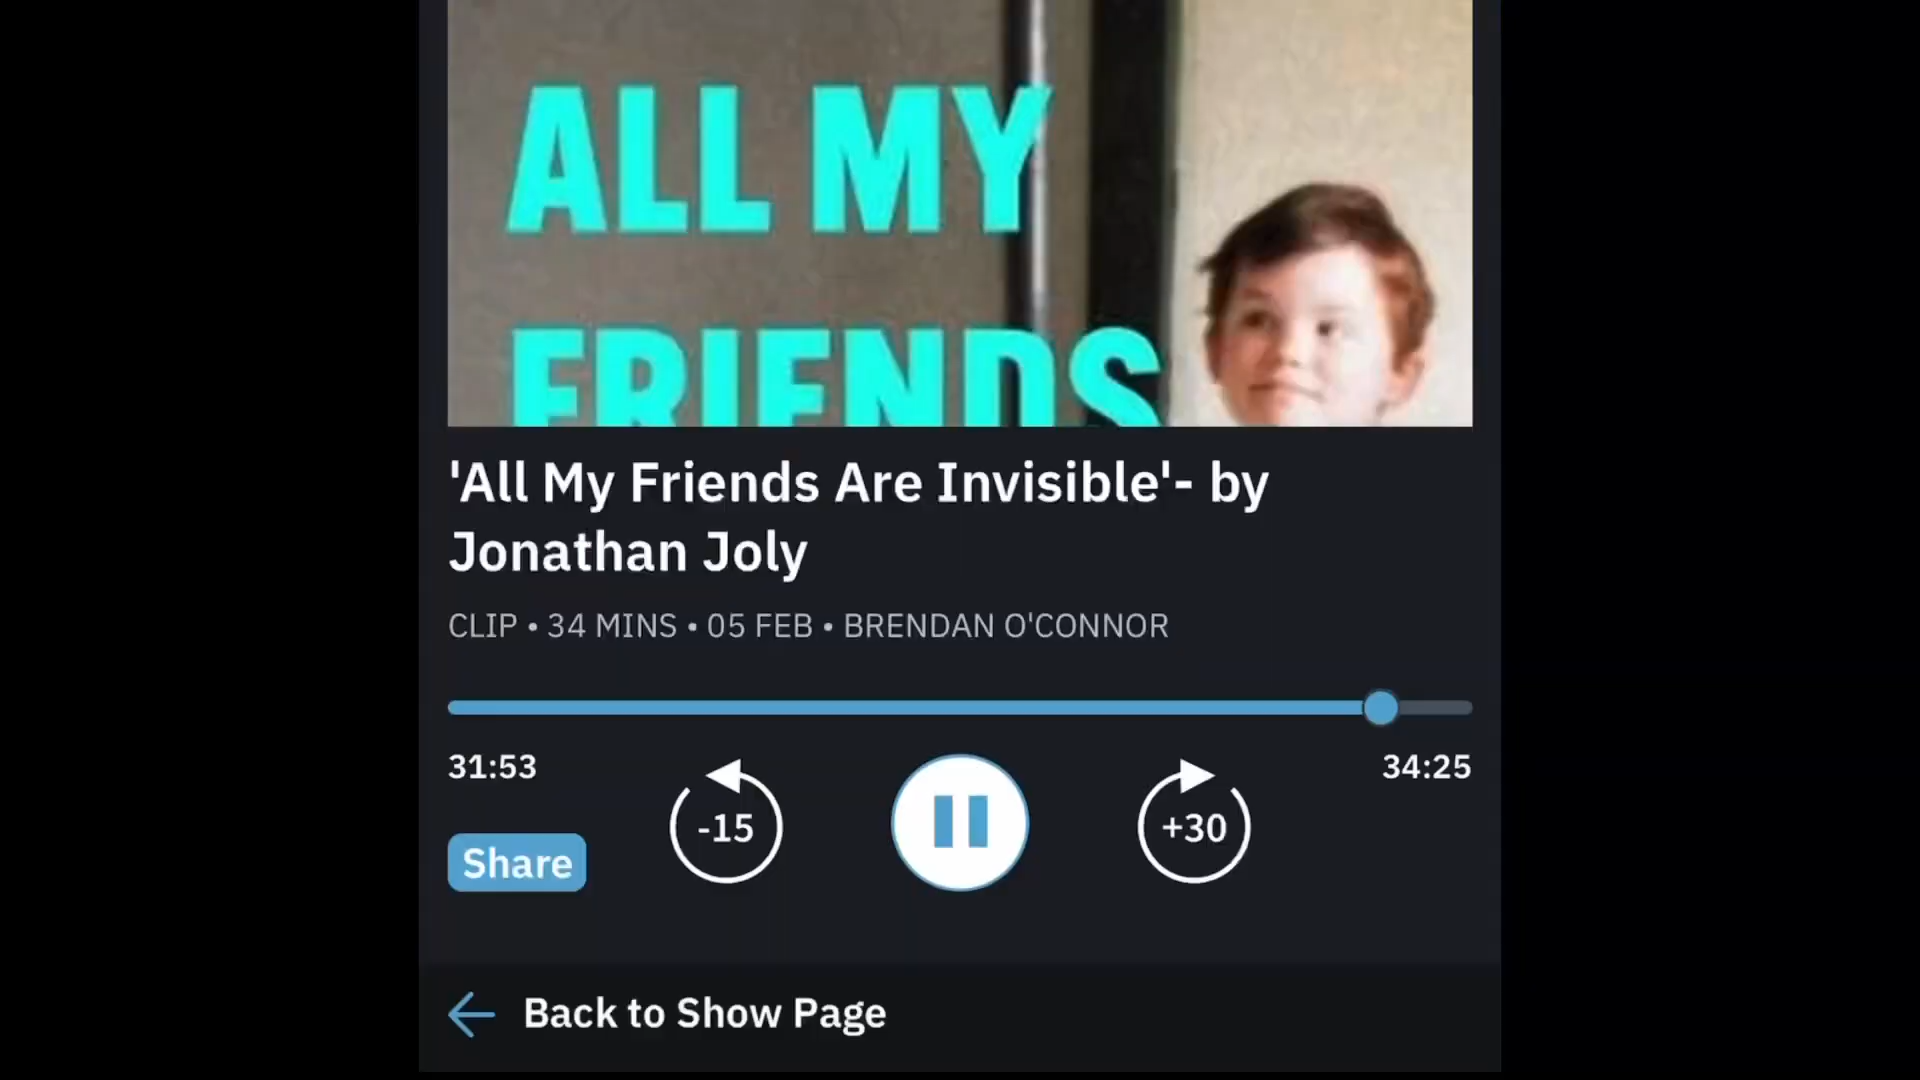 ALL MY
FRIENDS
'All My Friends Are Invisible'- by
Jonathan Joly
CLIP • 34 MINS • 05 FEB • BRENDAN O'CONNOR
31:53
34:25
-15
+30
Share
Back to Show Page